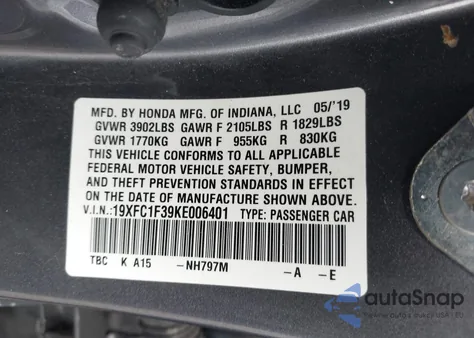 MFD. BY HONDA MFG. OF INDIANA, LLC 05/'19
GVWR 3902LBS GAWR F 2105LBS R 1829LBS
GVWR 1770KG GAWR F 955KG R 830KG
THIS VEHICLE CONFORMS TO ALL APPLICABLE
FEDERAL MOTOR VEHICLE SAFETY, BUMPER,
AND THEFT PREVENTION STANDARDS IN EFFECT
ON THE DATE OF MANUFACTURE SHOWN ABOVE.
V.I.N.:19XFC1F39KE006401 TYPE: PASSENGER CAR
TBC K A15 -NH797M -A -E
autoSnap